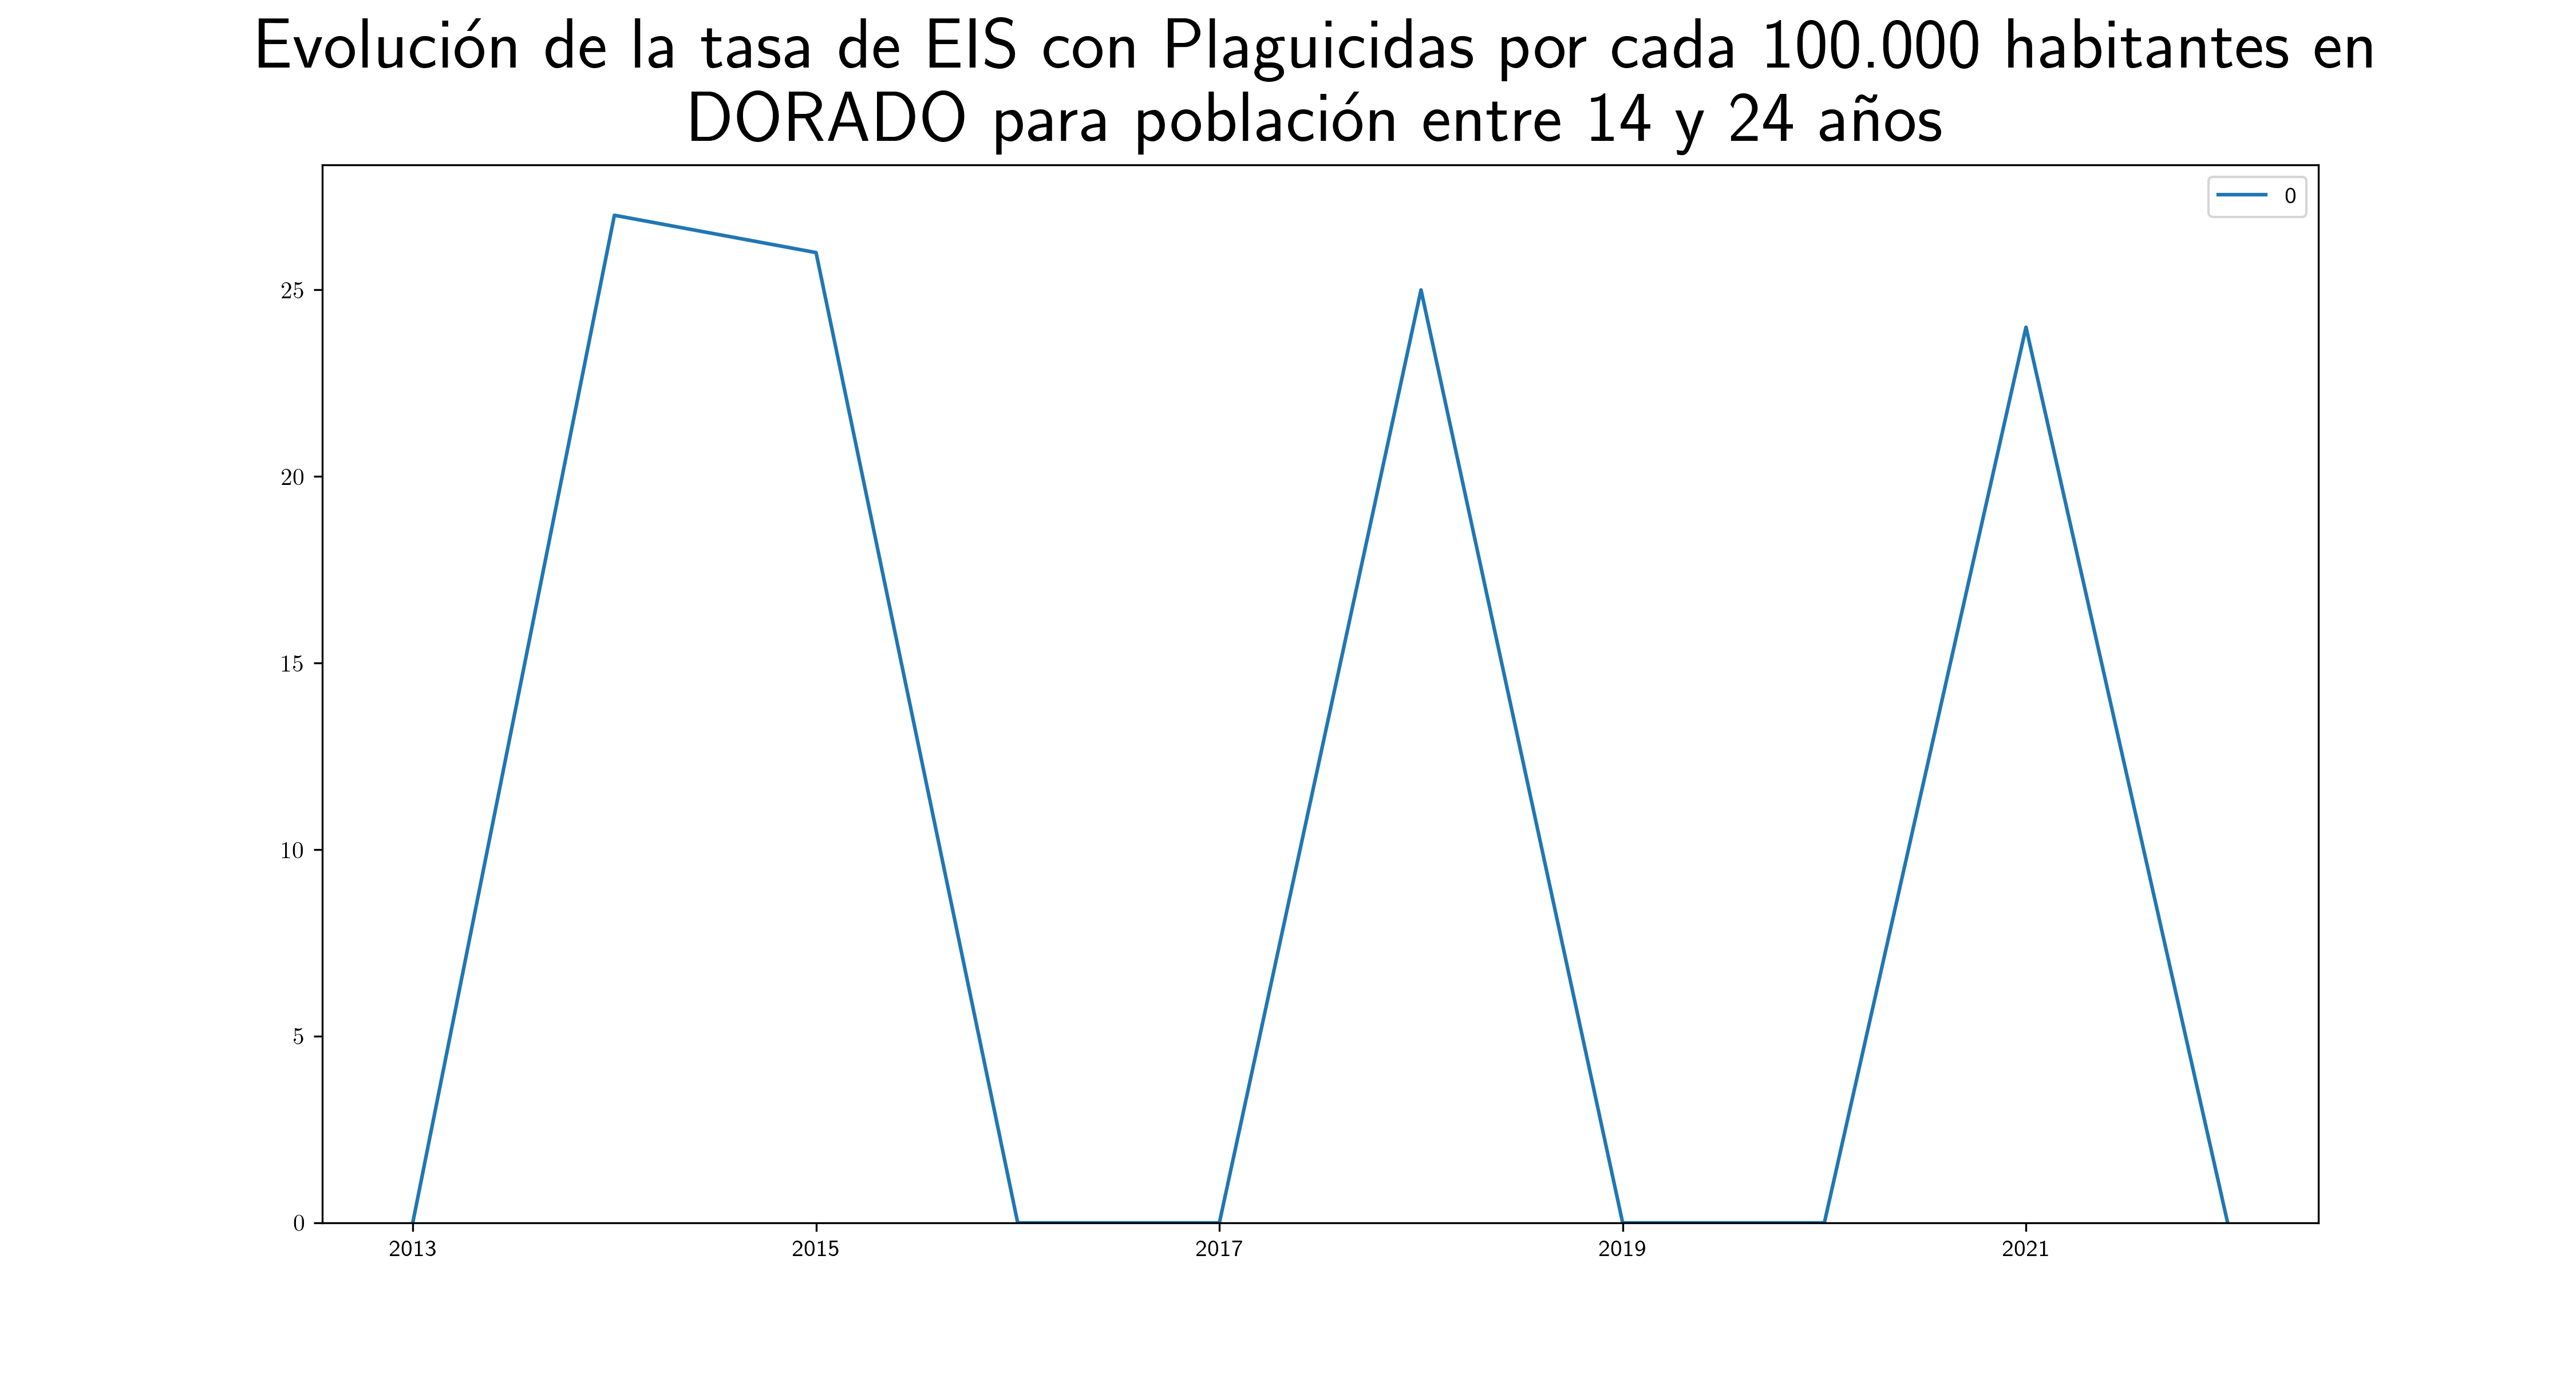 Evolución de la tasa de EIS con Plaguicidas por cada 100.000 habitantes en
DORADO para población entre 14 y 24 años
0
25
20
15
10
5
0
2013 2015 2017 2019 2021